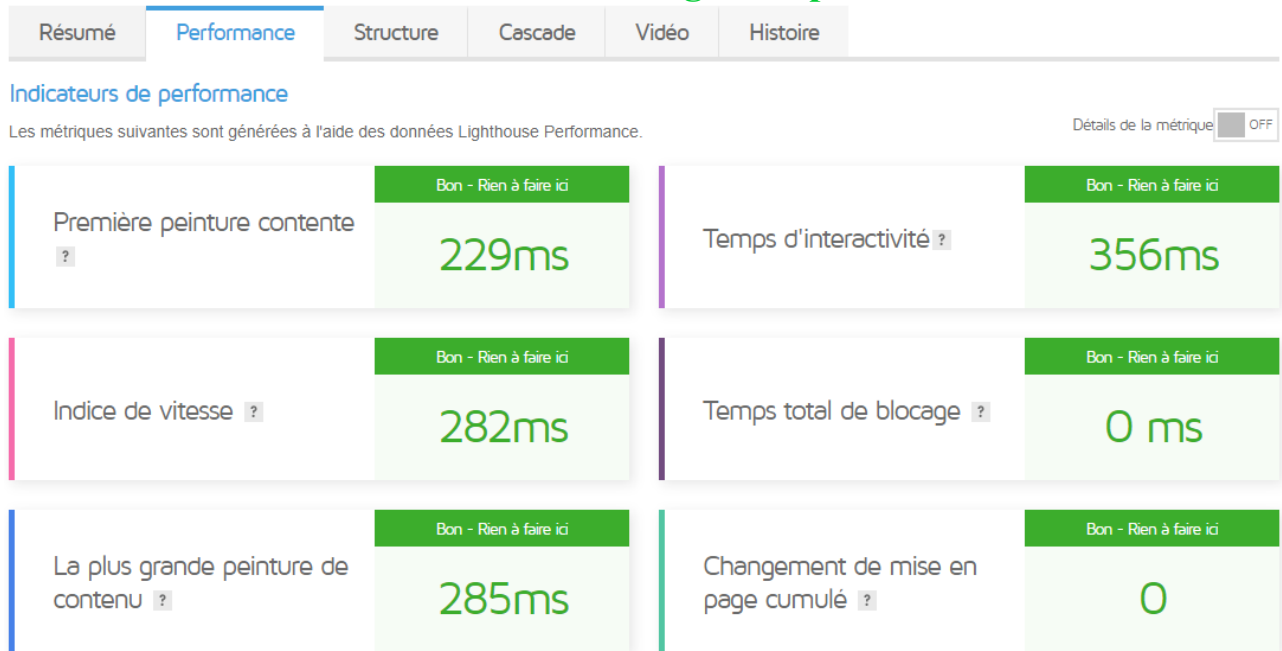 Résumé Performance Structure Cascade Vidéo Histoire
Indicateurs de performance
Les métriques suivantes sont générées à l'aide des données Lighthouse Performance.
Détails de la métrique OFF
Première peinture contente ?
Bon - Rien à faire ici
229ms
Temps d'interactivité ?
Bon - Rien à faire ici
356ms
Indice de vitesse ?
Bon - Rien à faire ici
282ms
Temps total de blocage ?
Bon - Rien à faire ici
0 ms
La plus grande peinture de
contenu ?
Bon - Rien à faire ici
285ms
Changement de mise en
page cumulé ?
Bon - Rien à faire ici
0